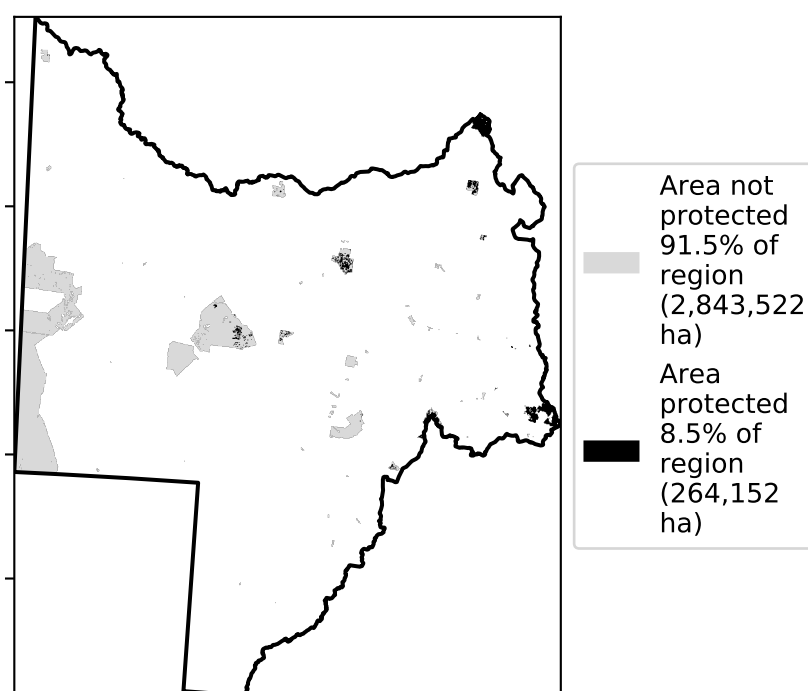 Area not
protected
91.5% of
region
(2,843,522
ha)
Area
protected
8.5% of
region
(264,152
ha)